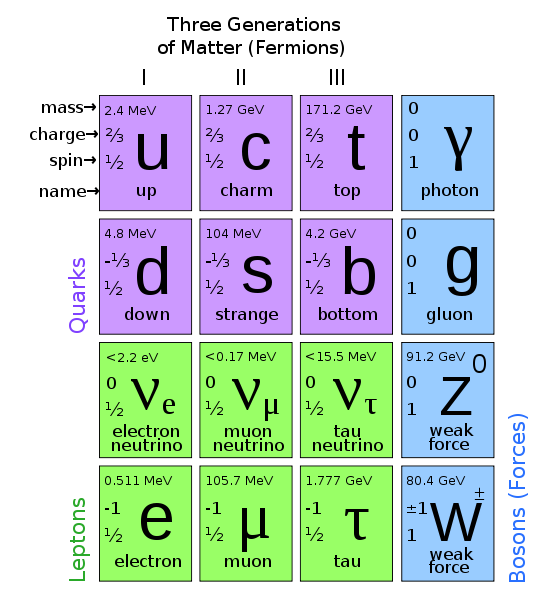 Three Generations
of Matter (Fermions)
I II III
mass→ 2.4 MeV 1.27 GeV 171.2 GeV 0
charge→ ⅔ ⅔ ⅔ 0
spin→ ½ ½ ½ 1
u c t γ
name→ up charm top photon
Quarks
4.8 MeV 104 MeV 4.2 GeV 0
-⅓ -⅓ -⅓ 0
½ ½ ½ 1
d s b g
down strange bottom gluon
<2.2 eV <0.17 MeV <15.5 MeV 91.2 GeV
0 0 0 0
½ ½ ½ 1
νe νμ ντ Z0
electron muon tau weak
neutrino neutrino neutrino force
Leptons
0.511 MeV 105.7 MeV 1.777 GeV 80.4 GeV
-1 -1 -1 ±1
½ ½ ½ 1
e μ τ W±
electron muon tau weak
force
Bosons (Forces)